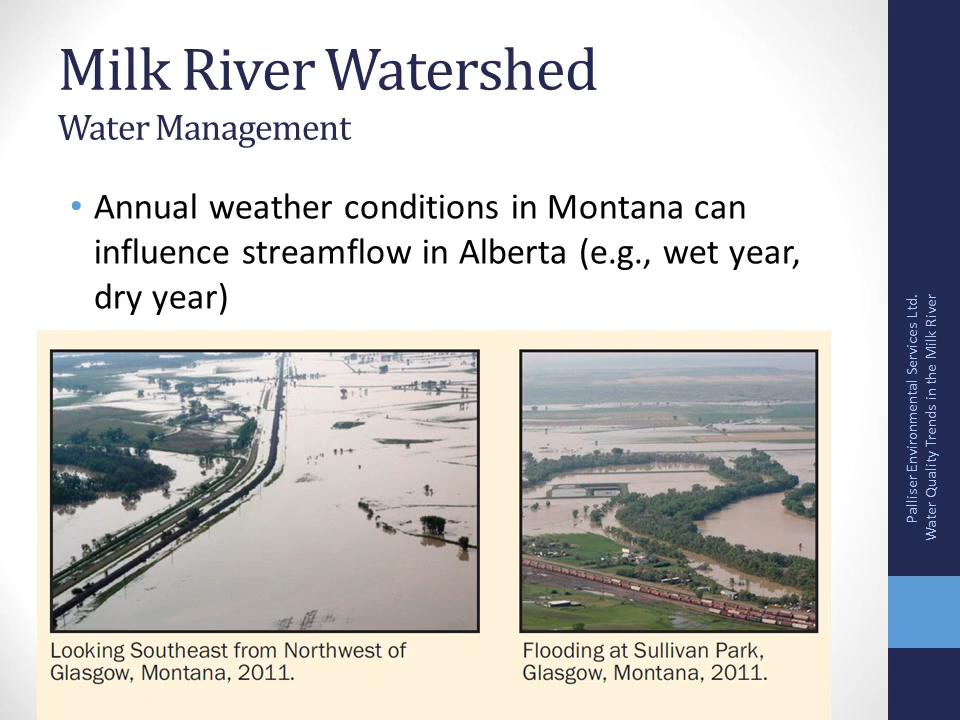 Milk River Watershed
Water Management
• Annual weather conditions in Montana can
influence streamflow in Alberta (e.g., wet year,
dry year)
Looking Southeast from Northwest of
Glasgow, Montana, 2011.
Flooding at Sullivan Park,
Glasgow, Montana, 2011.
Palliser Environmental Services Ltd.
Water Quality Trends in the Milk River